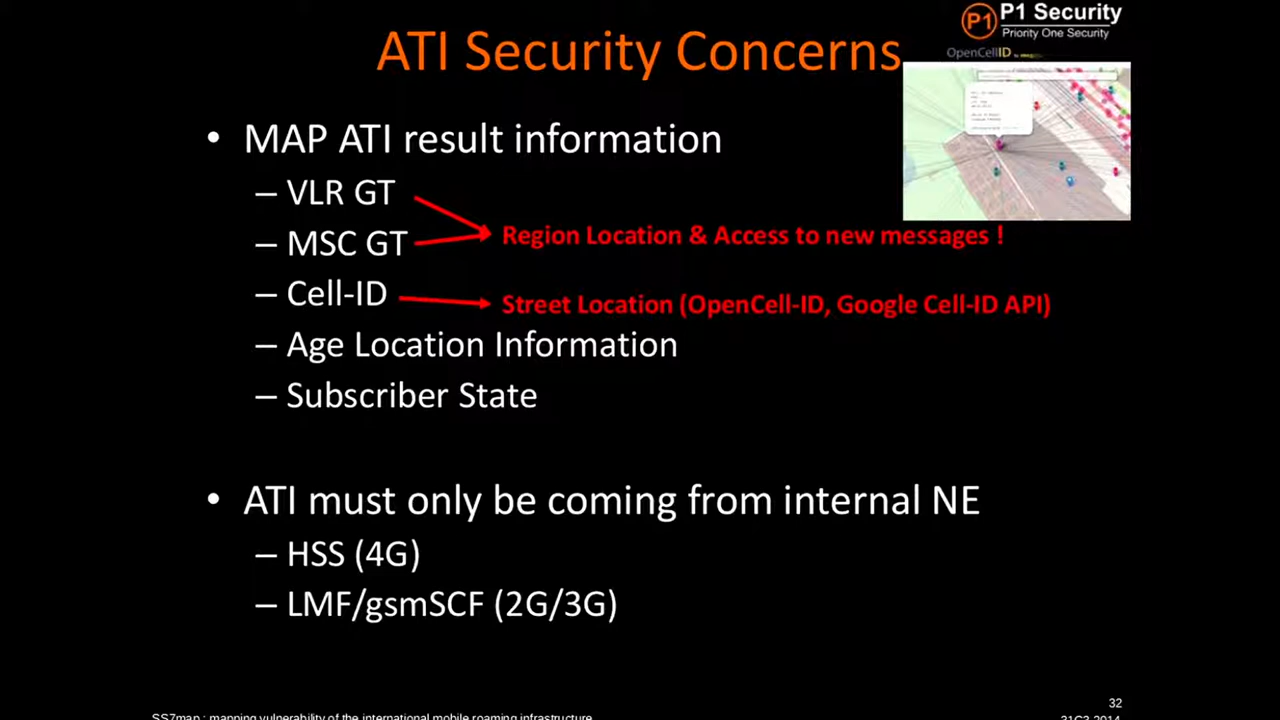 P1 Security
P1
Priority One Security
ATI Security Concerns
OpenCellID
• MAP ATI result information
– VLR GT
Region Location & Access to new messages !
– MSC GT
– Cell-ID
Street Location (OpenCell-ID, Google Cell-ID API)
– Age Location Information
– Subscriber State
• ATI must only be coming from internal NE
– HSS (4G)
– LMF/gsmSCF (2G/3G)
32
SS7map : mapping vulnerability of the international mobile roaming infrastructure
31C3 2014